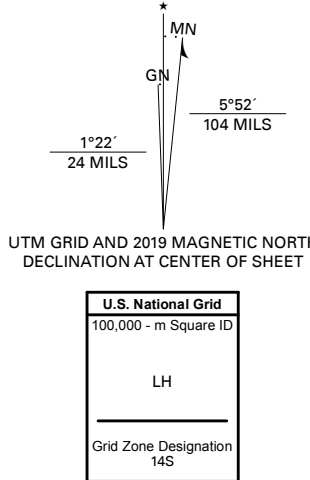 ★
MN
GN
5°52´
104 MILS
1°22´
24 MILS
UTM GRID AND 2019 MAGNETIC NORTH
DECLINATION AT CENTER OF SHEET
U.S. National Grid
100,000 - m Square ID
LH
Grid Zone Designation
14S